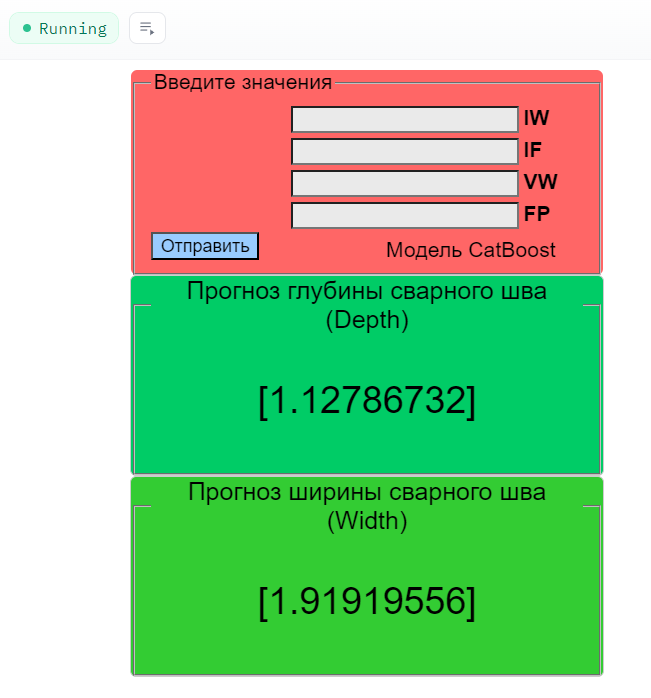 Running
Введите значения
IW
IF
VW
FP
Отправить
Модель CatBoost
Прогноз глубины сварного шва
(Depth)
[1.12786732]
Прогноз ширины сварного шва
(Width)
[1.91919556]